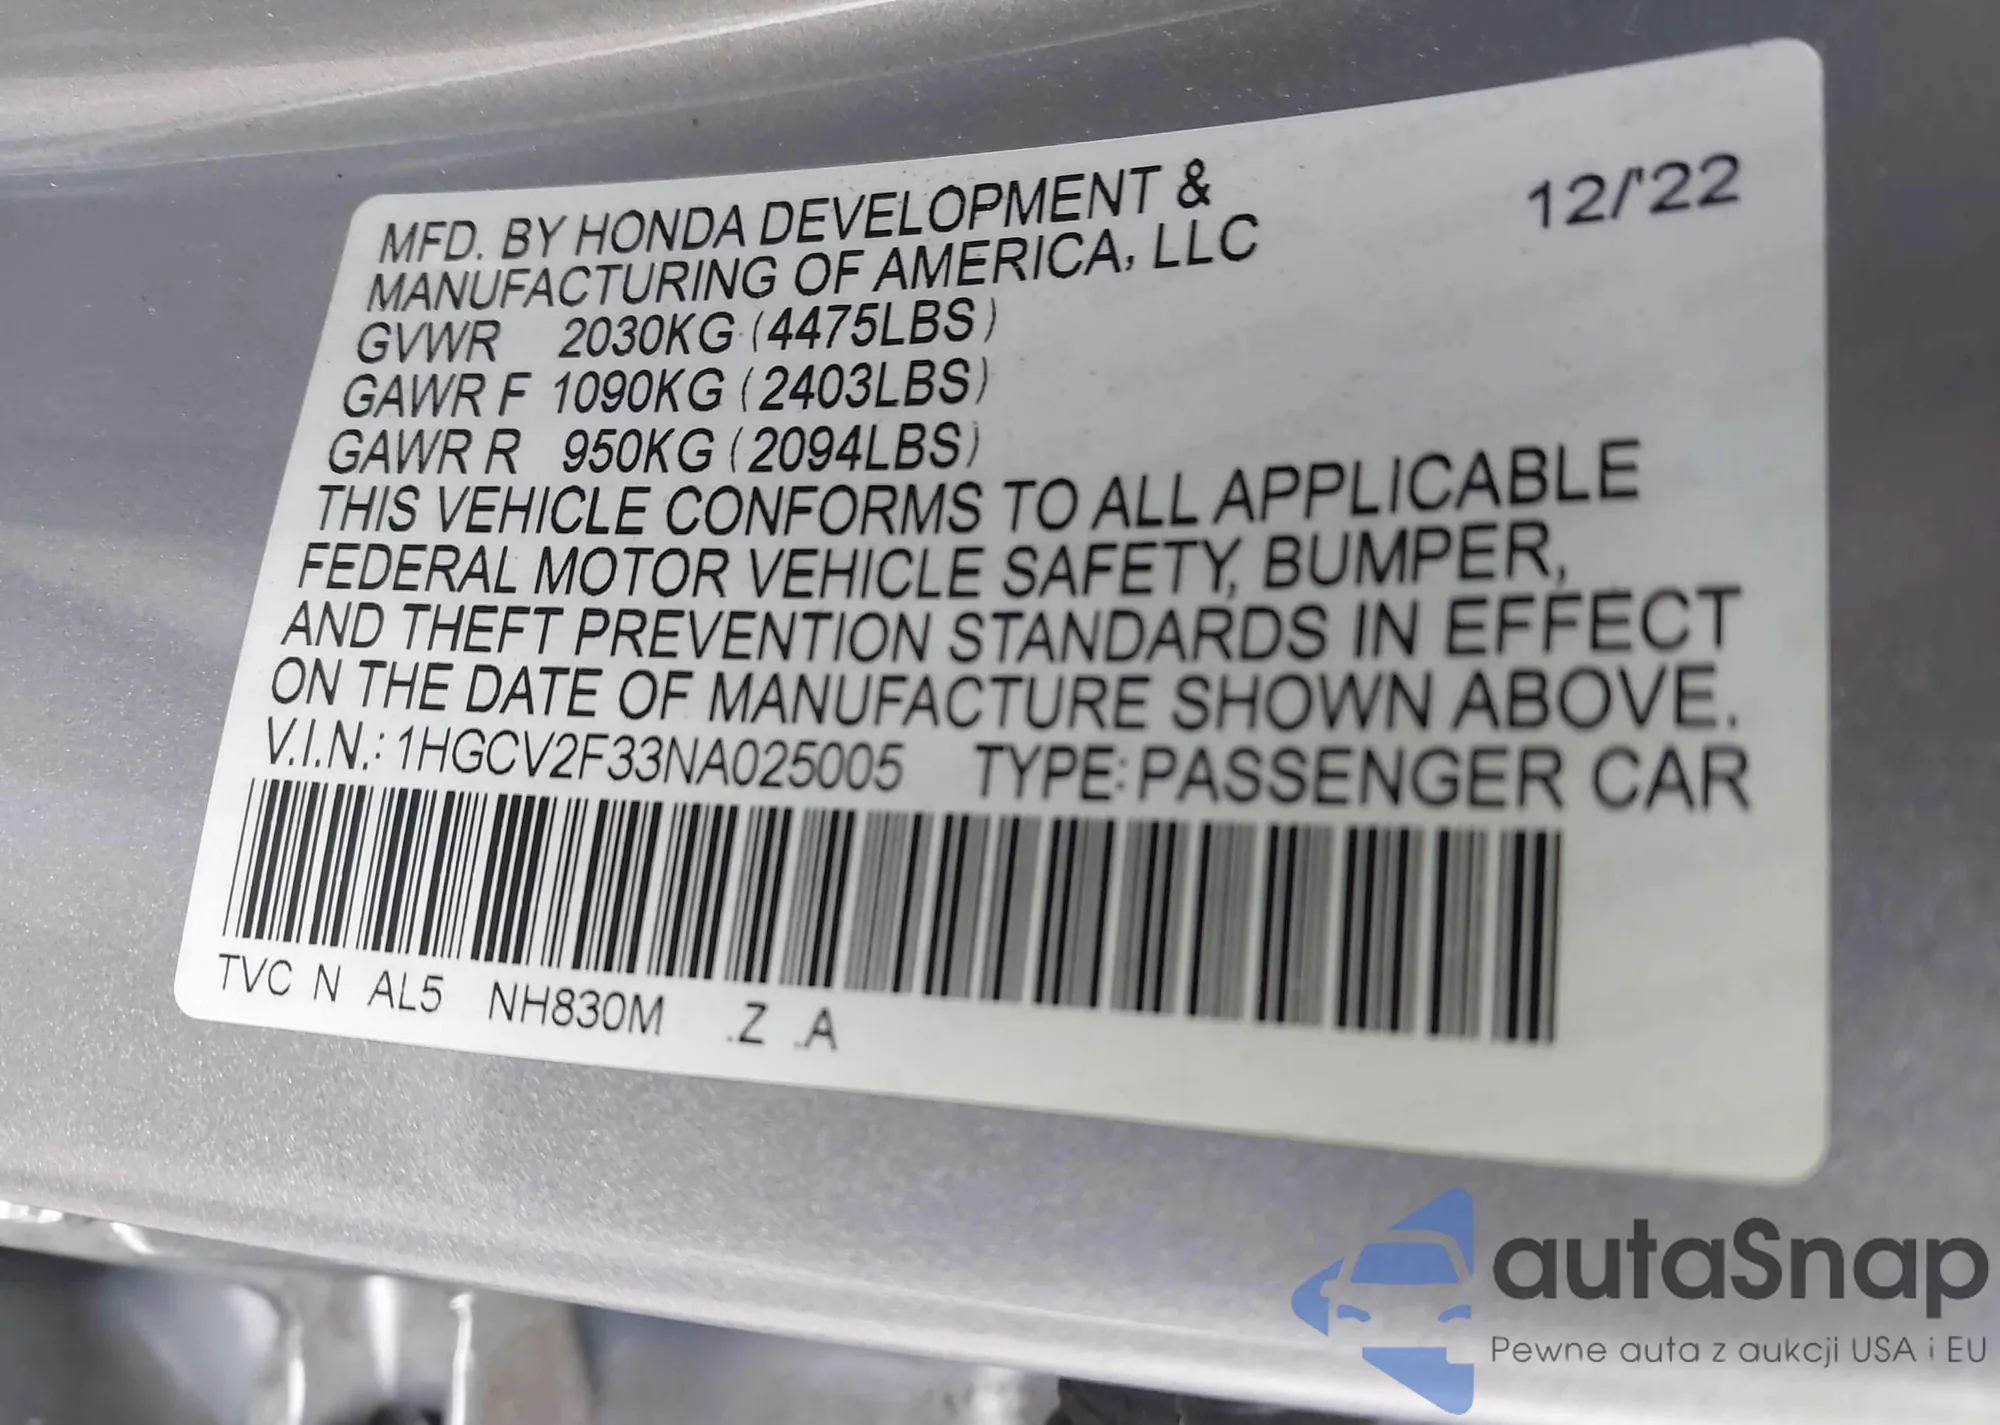 MFD. BY HONDA DEVELOPMENT & 12/'22
MANUFACTURING OF AMERICA, LLC
GVWR 2030KG (4475LBS)
GAWR F 1090KG (2403LBS)
GAWR R 950KG (2094LBS)
THIS VEHICLE CONFORMS TO ALL APPLICABLE
FEDERAL MOTOR VEHICLE SAFETY, BUMPER,
AND THEFT PREVENTION STANDARDS IN EFFECT
ON THE DATE OF MANUFACTURE SHOWN ABOVE.
V.I.N.: 1HGCV2F33NA025005 TYPE: PASSENGER CAR
TVC N AL5 NH830M .Z .A
autaSnap
Pewne auta z aukcji USA i EU